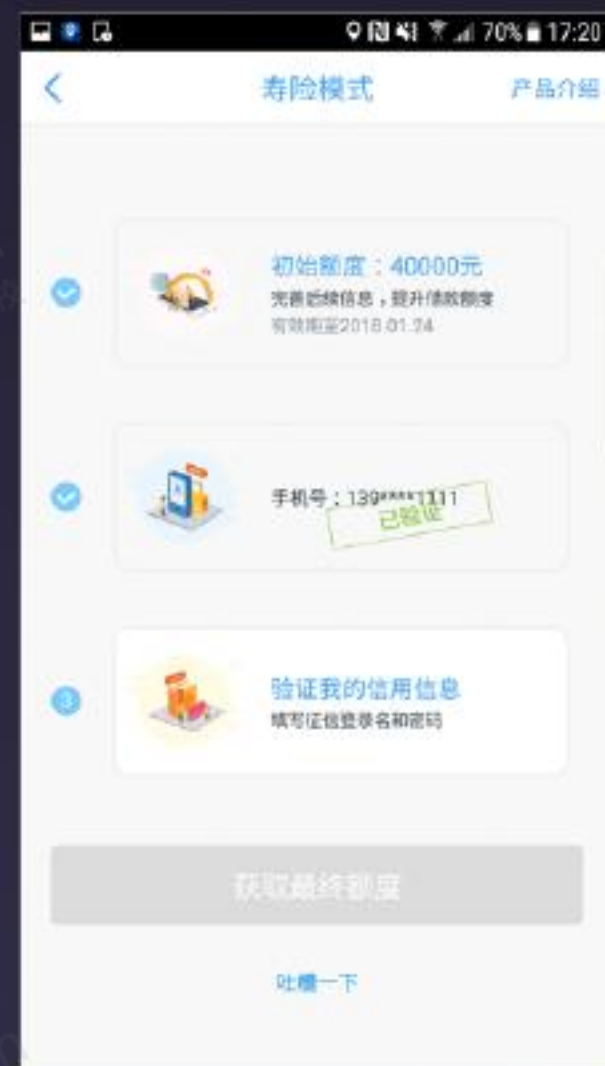 70% 17:20
寿险模式
产品介绍
初始额度：40000元
完善后续信息，提升借款额度
有效期至2018.01.24
手机号：139****1111
已验证
3
验证我的信用信息
填写征信登录名和密码
获取最终额度
吐槽一下